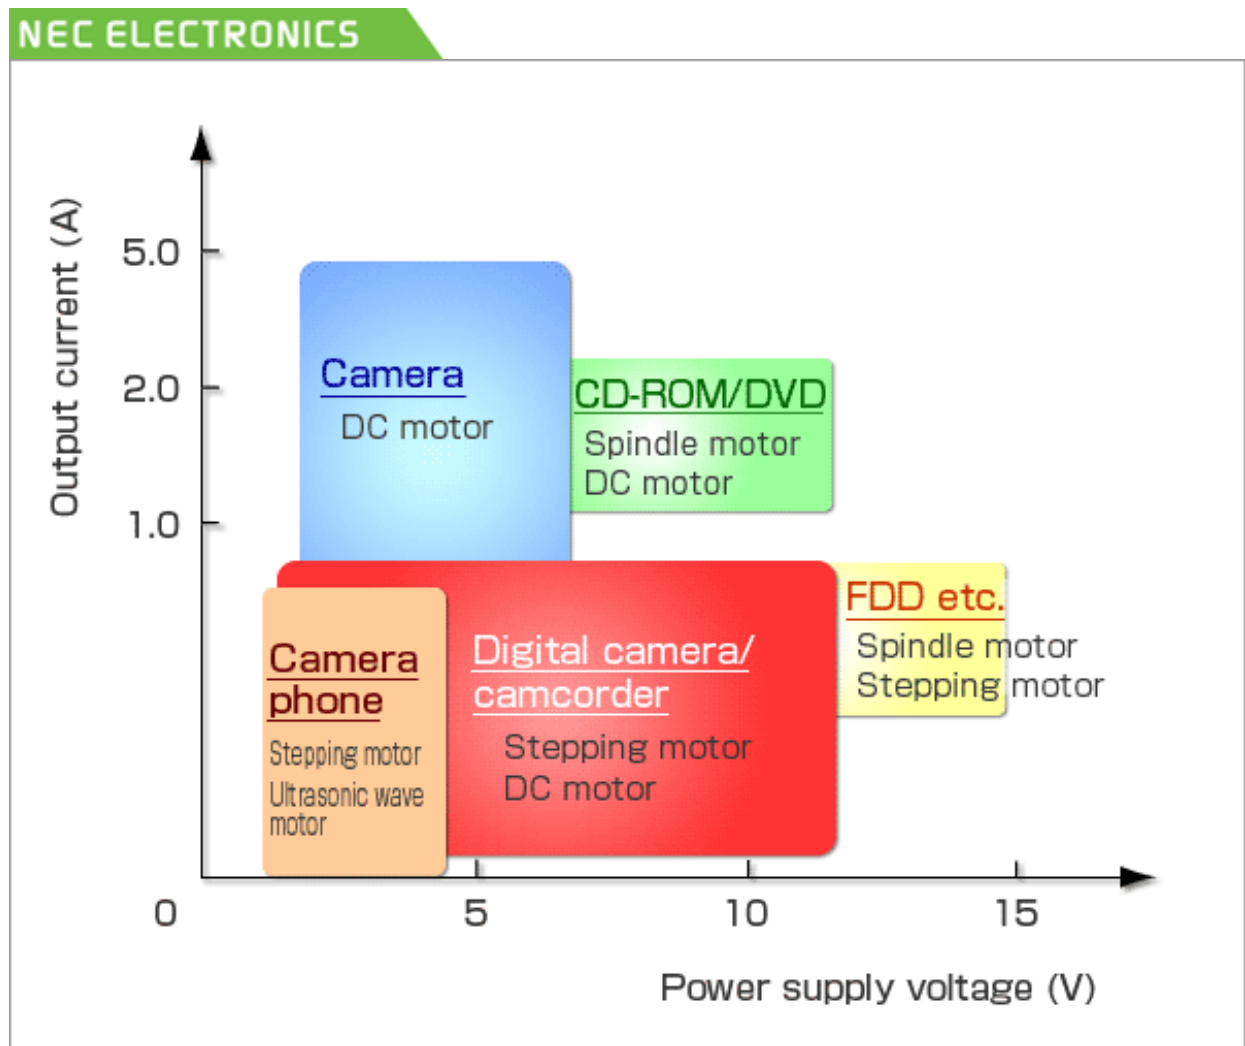 NEC ELECTRONICS
Output current (A)
5.0
2.0
1.0
Camera
DC motor
CD-ROM/DVD
Spindle motor
DC motor
Camera
phone
Stepping motor
Ultrasonic wave
motor
Digital camera/
camcorder
Stepping motor
DC motor
FDD etc.
Spindle motor
Stepping motor
0
5
10
15
Power supply voltage (V)